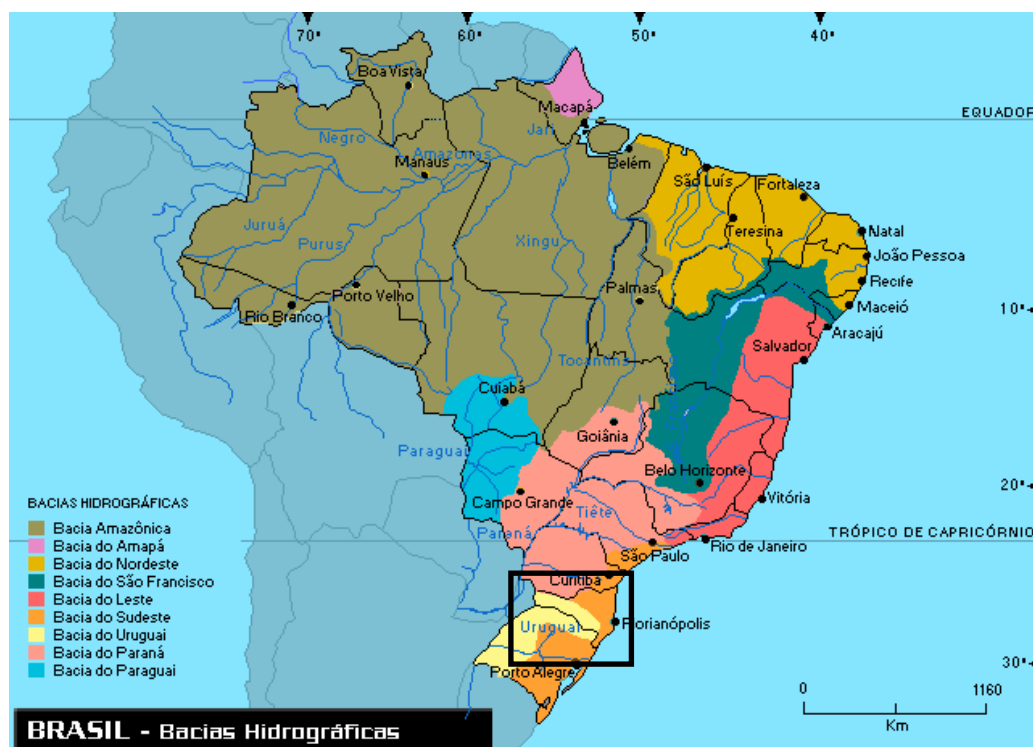 70°
60°
50°
40°
Boa Vista
Macapá
EQUADOR
Jari
Negro
Amazonas
Belém
Manaus
São Luís
Fortaleza
Juruá
Teresina
Natal
Purus
Xingu
João Pessoa
Recife
Porto Velho
Palmas
Rio Branco
Maceió
10°
Aracajú
Salvador
Tocantins
Cuiabá
Goiânia
Paraguai
Belo Horizonte
20°
Vitória
Campo Grande
Tiête
Paraná
TRÓPICO DE CAPRICÓRNIO
São Paulo
Rio de Janeiro
Curitiba
Florianópolis
Uruguai
Porto Alegre
30°
BACIAS HIDROGRÁFICAS
Bacia Amazônica
Bacia do Amapá
Bacia do Nordeste
Bacia do São Francisco
Bacia do Leste
Bacia do Sudeste
Bacia do Uruguai
Bacia do Paraná
Bacia do Paraguai
0 1160
Km
BRASIL - Bacias Hidrográficas